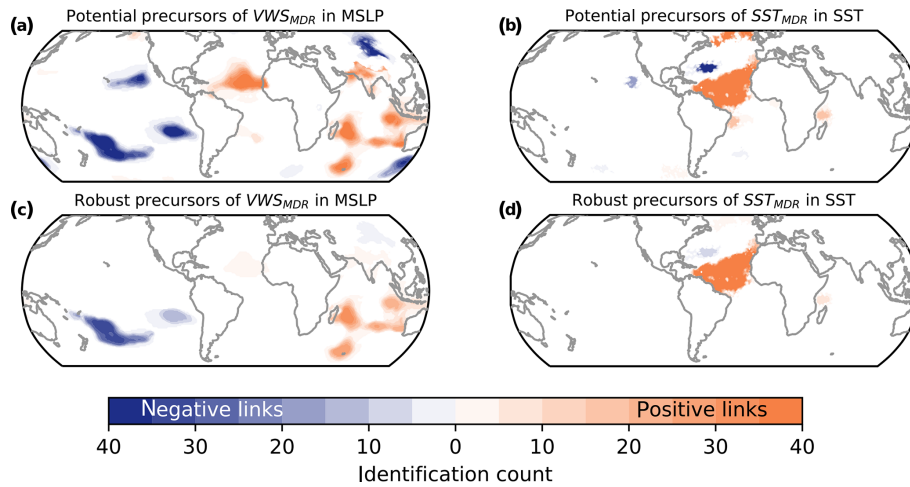 Potential precursors of VWS_MDR in MSLP
(a)
Potential precursors of SST_MDR in SST
(b)
Robust precursors of VWS_MDR in MSLP
(c)
Robust precursors of SST_MDR in SST
(d)
Negative links
Positive links
40 30 20 10 0 10 20 30 40
Identification count